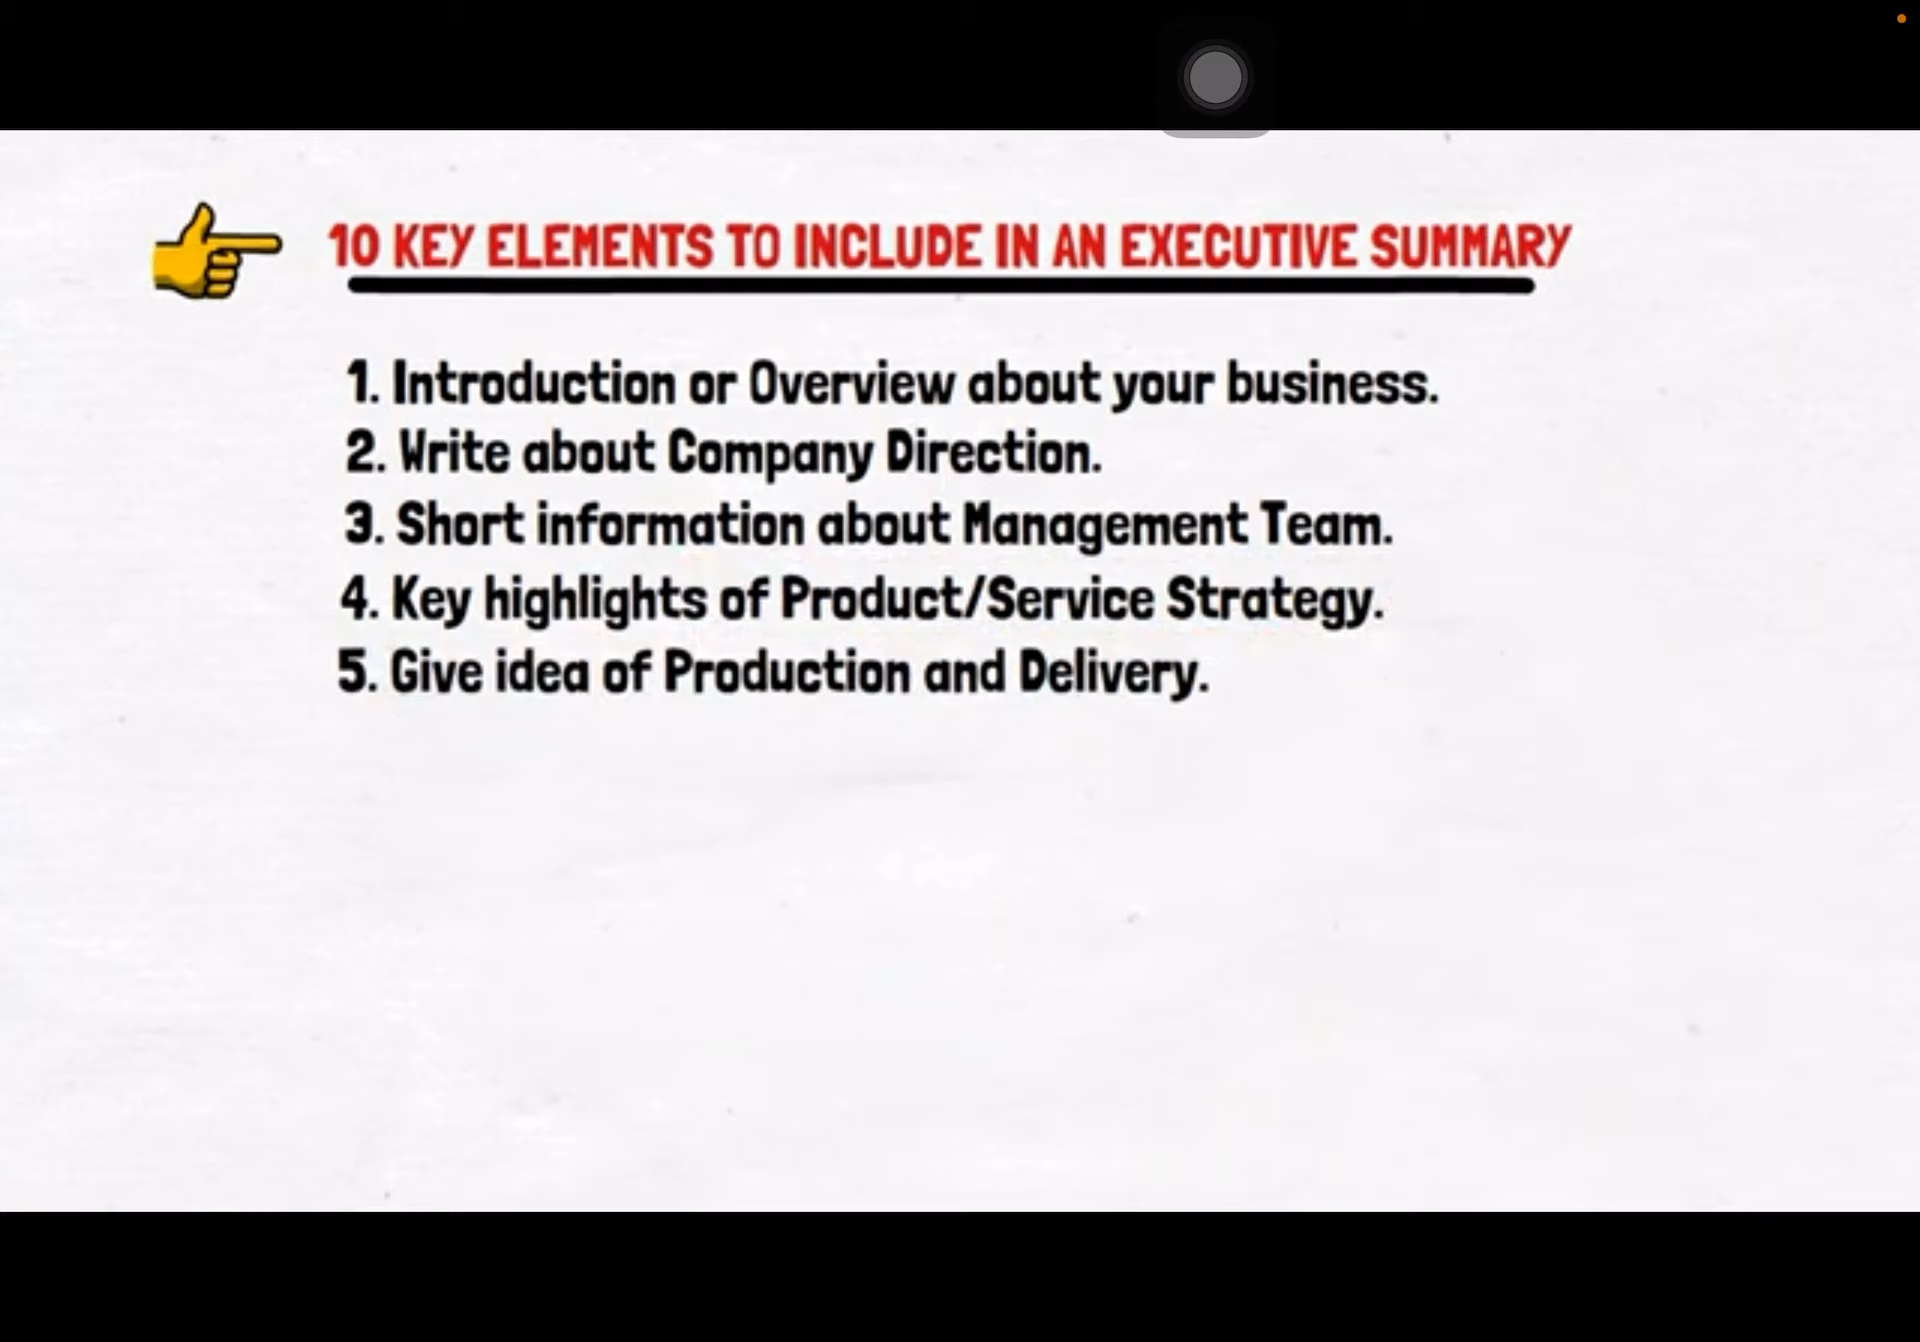 10 KEY ELEMENTS TO INCLUDE IN AN EXECUTIVE SUMMARY
1. Introduction or Overview about your business.
2. Write about Company Direction.
3. Short information about Management Team.
4. Key highlights of Product/Service Strategy.
5. Give idea of Production and Delivery.